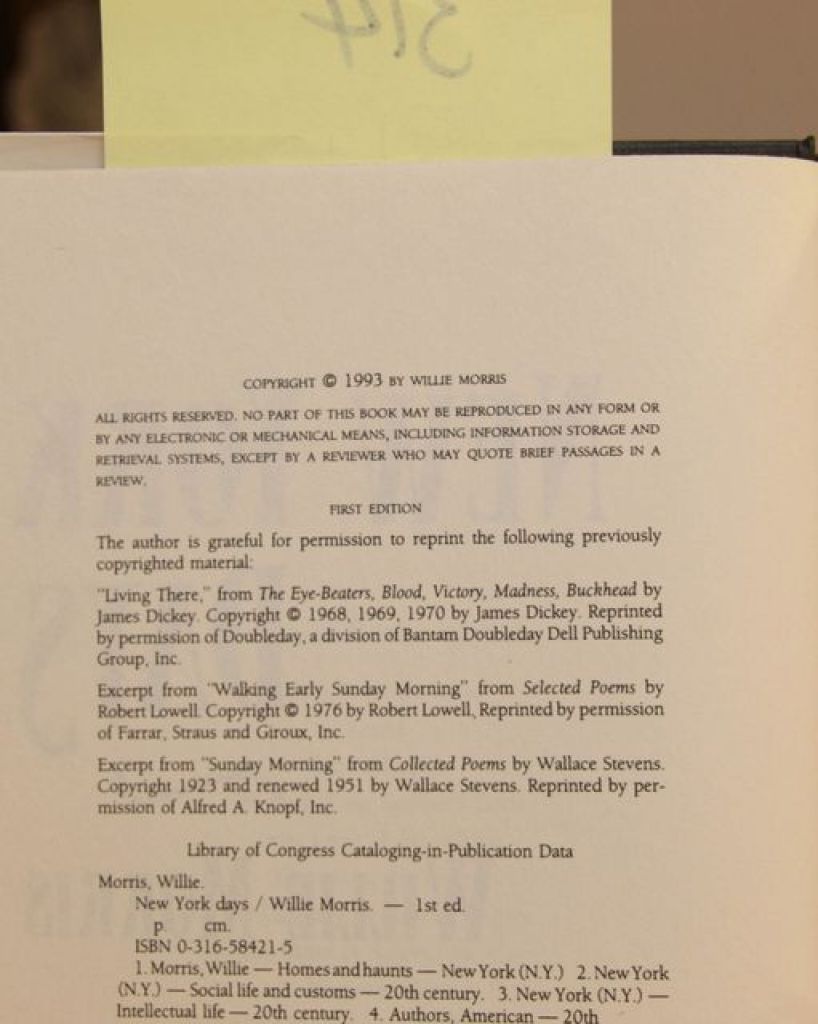 314
COPYRIGHT © 1993 BY WILLIE MORRIS
ALL RIGHTS RESERVED. NO PART OF THIS BOOK MAY BE REPRODUCED IN ANY FORM OR
BY ANY ELECTRONIC OR MECHANICAL MEANS, INCLUDING INFORMATION STORAGE AND
RETRIEVAL SYSTEMS, EXCEPT BY A REVIEWER WHO MAY QUOTE BRIEF PASSAGES IN A
REVIEW.
FIRST EDITION
The author is grateful for permission to reprint the following previously
copyrighted material:
"Living There," from The Eye-Beaters, Blood, Victory, Madness, Buckhead by
James Dickey. Copyright © 1968, 1969, 1970 by James Dickey. Reprinted
by permission of Doubleday, a division of Bantam Doubleday Dell Publishing
Group, Inc.
Excerpt from "Walking Early Sunday Morning" from Selected Poems by
Robert Lowell. Copyright © 1976 by Robert Lowell, Reprinted by permission
of Farrar, Straus and Giroux, Inc.
Excerpt from "Sunday Morning" from Collected Poems by Wallace Stevens.
Copyright 1923 and renewed 1951 by Wallace Stevens. Reprinted by per-
mission of Alfred A. Knopf, Inc.
Library of Congress Cataloging-in-Publication Data
Morris, Willie.
New York days / Willie Morris. — 1st ed.
p. cm.
ISBN 0-316-58421-5
1. Morris, Willie — Homes and haunts — New York (N.Y.) 2. New York
(N.Y.) — Social life and customs — 20th century. 3. New York (N.Y.) —
Intellectual life — 20th century. 4. Authors, American — 20th